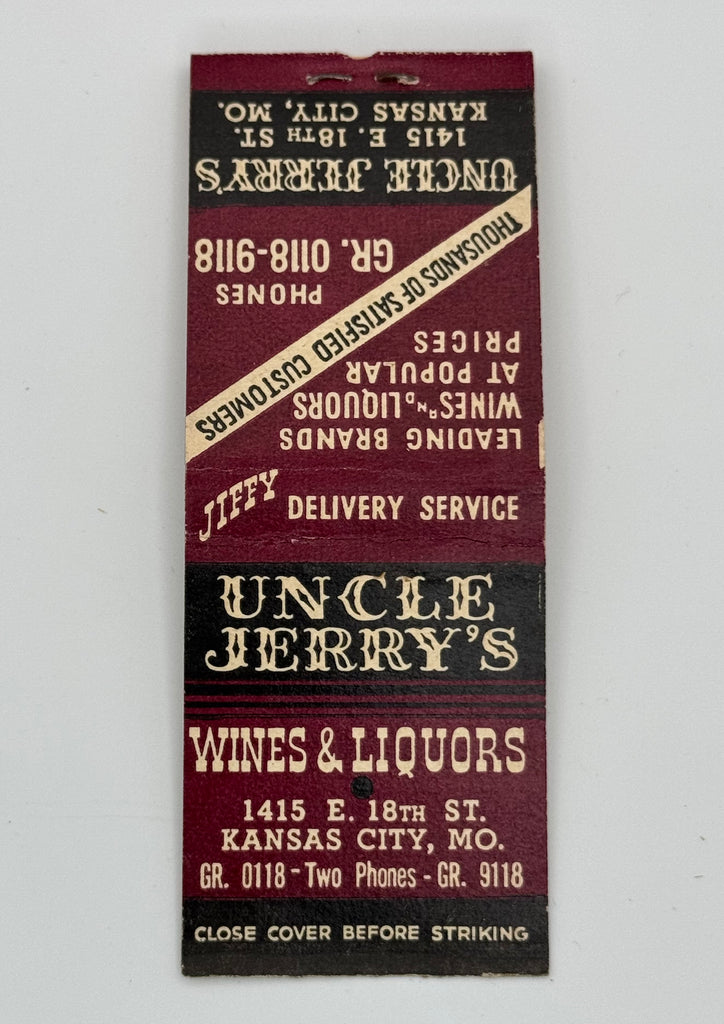 JIFFY DELIVERY SERVICE
UNCLE
JERRY'S
WINES & LIQUORS
1415 E. 18TH ST.
KANSAS CITY, MO.
GR. 0118 - Two Phones - GR. 9118
CLOSE COVER BEFORE STRIKING
LEADING BRANDS
WINES 'ND LIQUORS
AT POPULAR
PRICES
THOUSANDS OF SATISFIED CUSTOMERS
PHONES
GR. 0118-9118
UNCLE JERRY'S
1415 E. 18TH ST.
KANSAS CITY, MO.